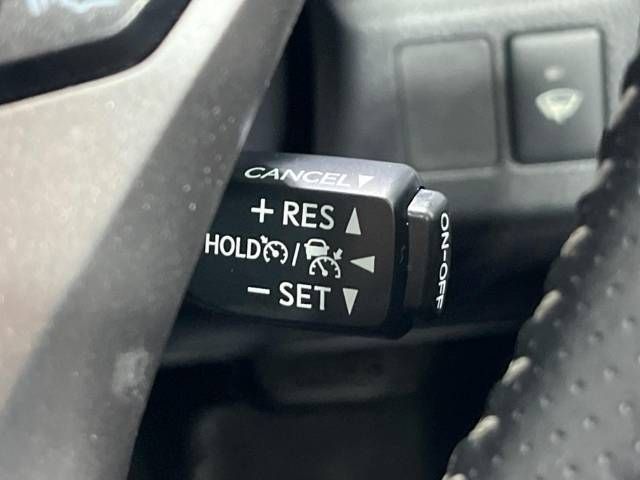 CANCEL▼
+ RES ▲
HOLD / ◀
− SET ▼
ON-OFF